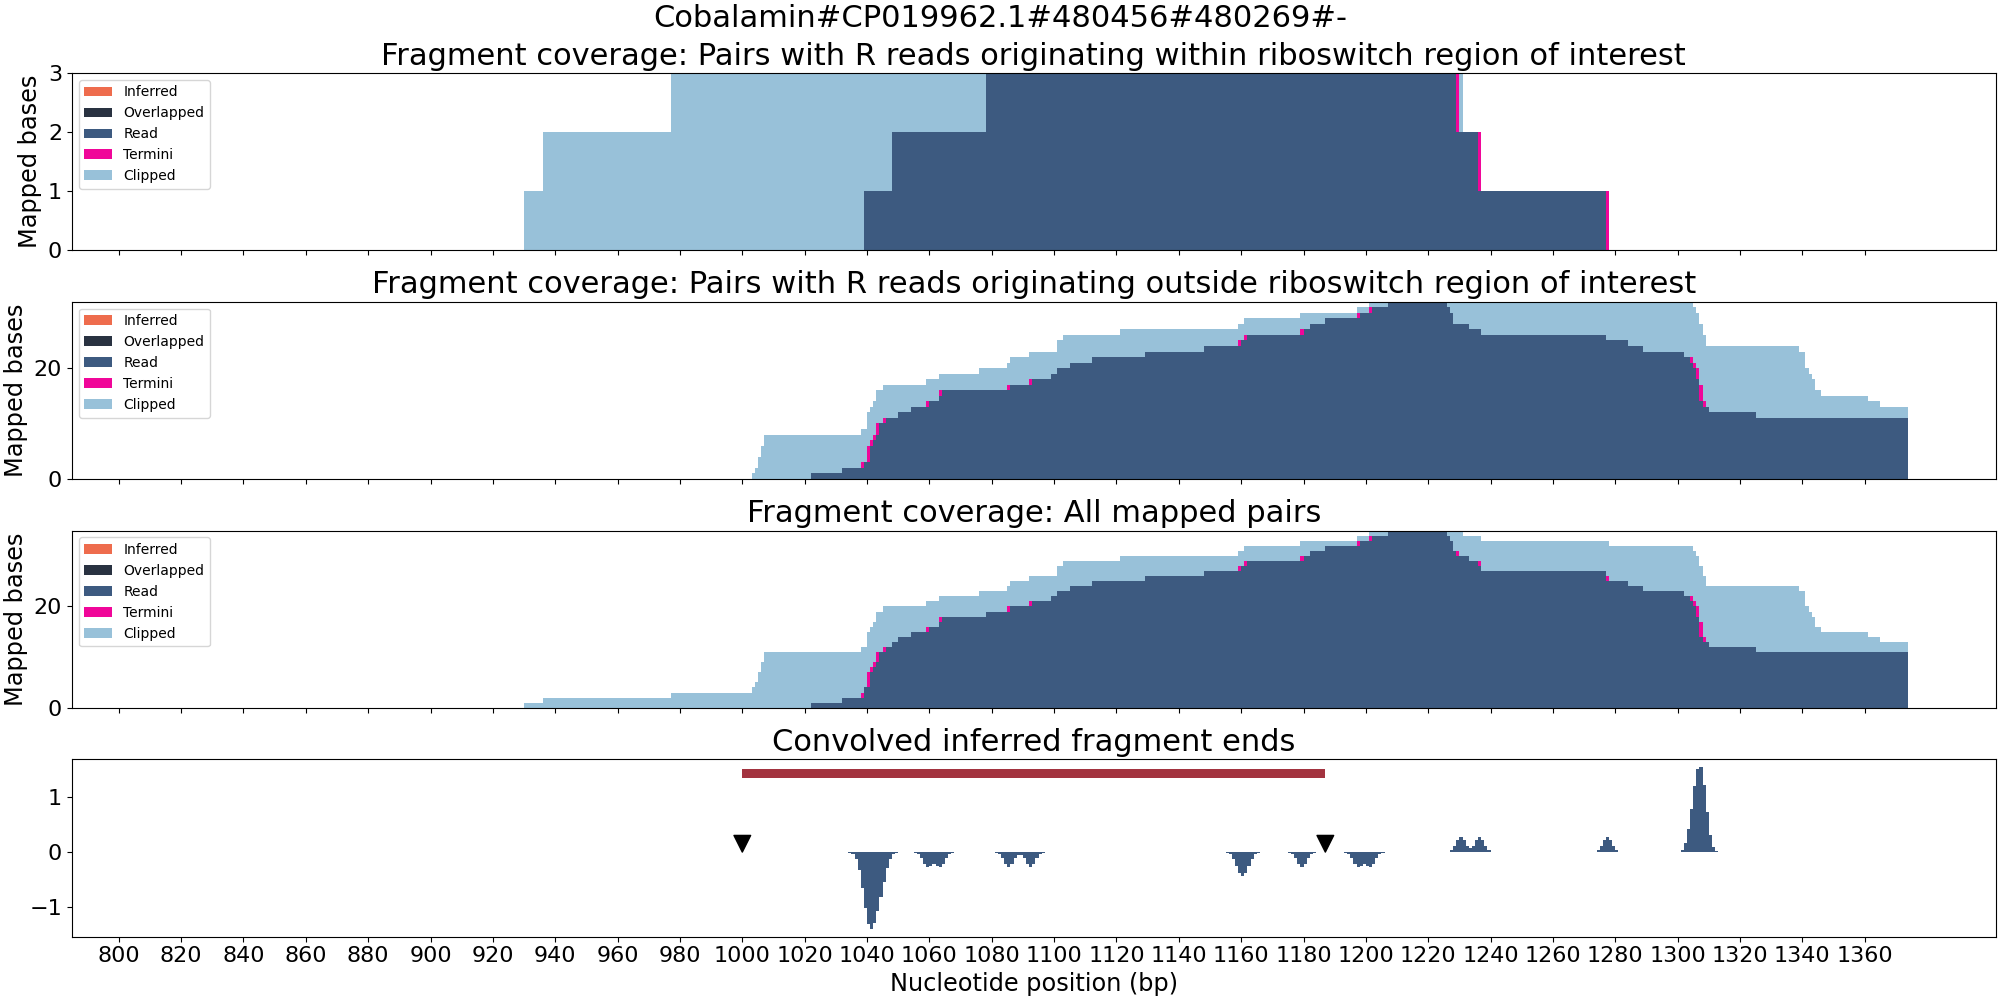 Cobalamin#CP019962.1#480456#480269#-
Fragment coverage: Pairs with R reads originating within riboswitch region of interest
Mapped bases
3
2
1
0
Inferred
Overlapped
Read
Termini
Clipped
Fragment coverage: Pairs with R reads originating outside riboswitch region of interest
Mapped bases
20
0
Inferred
Overlapped
Read
Termini
Clipped
Fragment coverage: All mapped pairs
Mapped bases
20
0
Inferred
Overlapped
Read
Termini
Clipped
Convolved inferred fragment ends
1
0
−1
800 820 840 860 880 900 920 940 960 980 1000 1020 1040 1060 1080 1100 1120 1140 1160 1180 1200 1220 1240 1260 1280 1300 1320 1340 1360
Nucleotide position (bp)